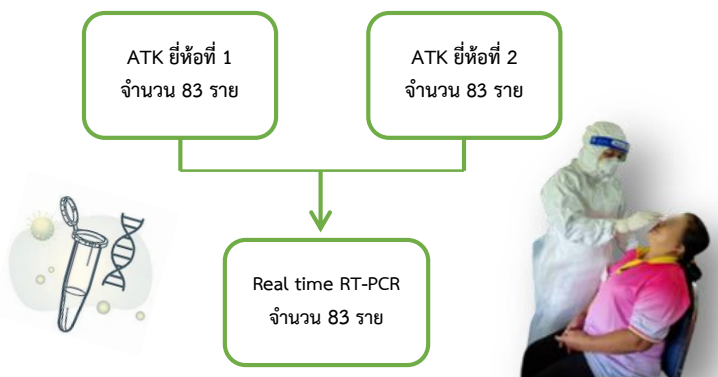 ATK ยี่ห้อที่ 1
จำนวน 83 ราย
ATK ยี่ห้อที่ 2
จำนวน 83 ราย
Real time RT-PCR
จำนวน 83 ราย